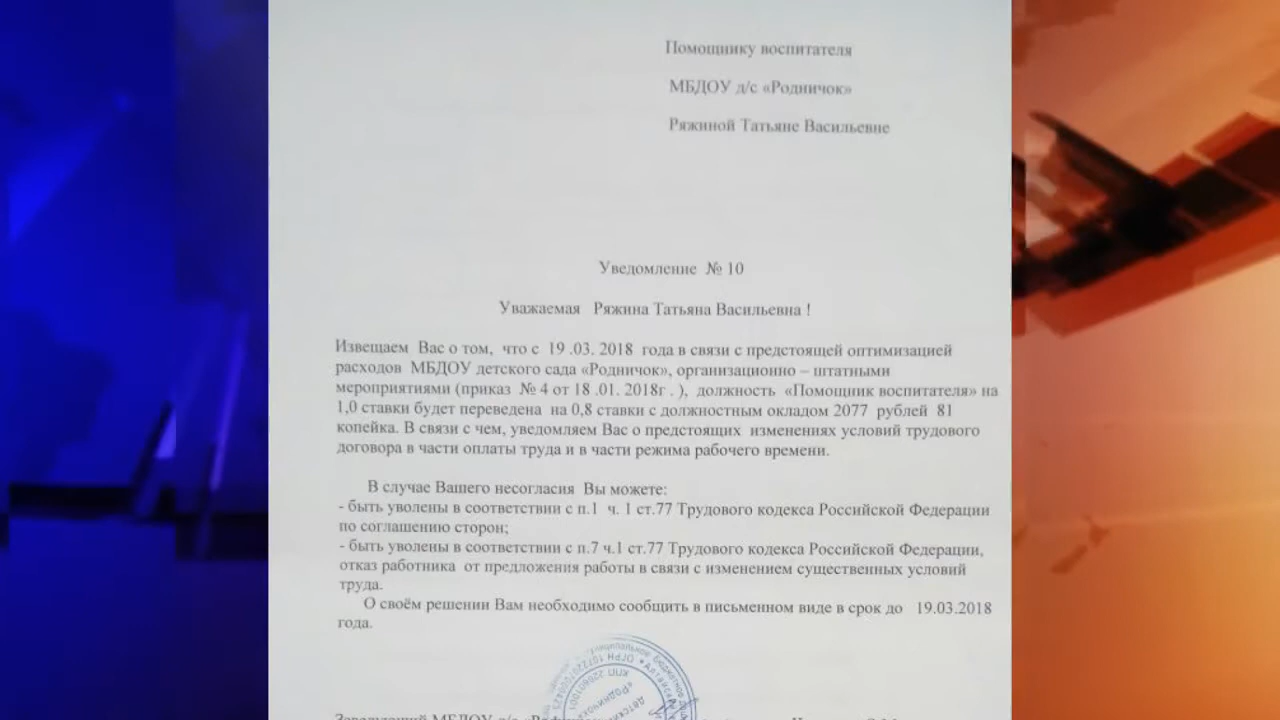 Помощнику воспитателя
МБДОУ д/с «Родничок»
Ряжиной Татьяне Васильевне
Уведомление № 10
Уважаемая Ряжина Татьяна Васильевна !
Извещаем Вас о том, что с 19 .03. 2018 года в связи с предстоящей оптимизацией
расходов МБДОУ детского сада «Родничок», организационно – штатными
мероприятиями (приказ № 4 от 18 .01. 2018г . ), должность «Помощник воспитателя» на
1,0 ставки будет переведена на 0,8 ставки с должностным окладом 2077 рублей 81
копейка. В связи с чем, уведомляем Вас о предстоящих изменениях условий трудового
договора в части оплаты труда и в части режима рабочего времени.
В случае Вашего несогласия Вы можете:
- быть уволены в соответствии с п.1 ч. 1 ст.77 Трудового кодекса Российской Федерации
по соглашению сторон;
- быть уволены в соответствии с п.7 ч.1 ст.77 Трудового кодекса Российской Федерации,
отказ работника от предложения работы в связи с изменением существенных условий
труда.
О своём решении Вам необходимо сообщить в письменном виде в срок до 19.03.2018
года.
Заведующий МБДОУ д/с